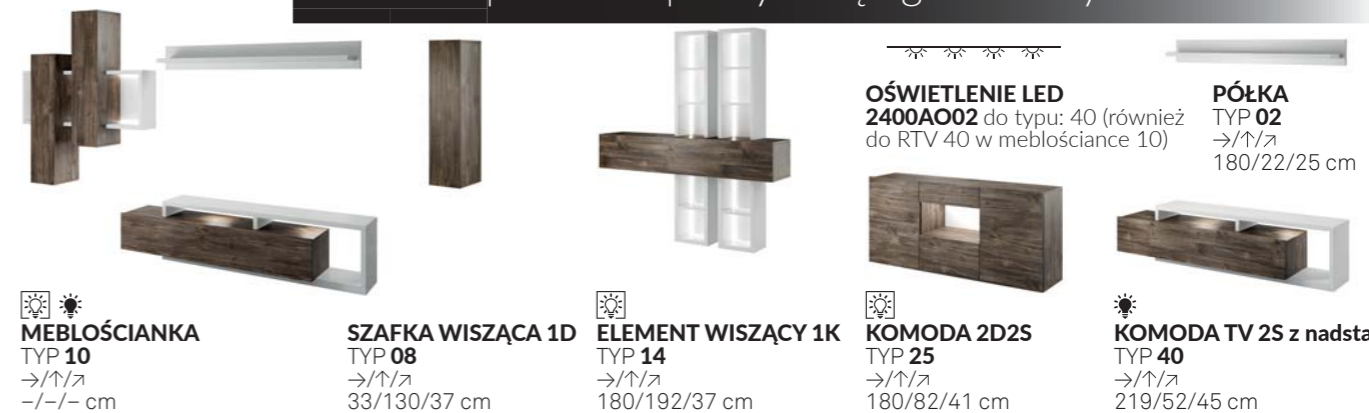 OŚWIETLENIE LED
2400AO02 do typu: 40 (również
do RTV 40 w meblościance 10)
PÓŁKA
TYP 02
→/↑/↗
180/22/25 cm
MEBLOŚCIANKA
TYP 10
→/↑/↗
–/–/– cm
SZAFKA WISZĄCA 1D
TYP 08
→/↑/↗
33/130/37 cm
ELEMENT WISZĄCY 1K
TYP 14
→/↑/↗
180/192/37 cm
KOMODA 2D2S
TYP 25
→/↑/↗
180/82/41 cm
KOMODA TV 2S z nadsta
TYP 40
→/↑/↗
219/52/45 cm